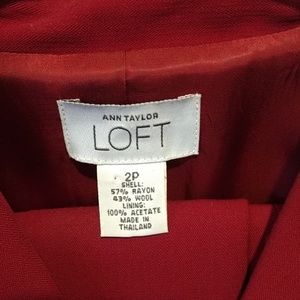 ANN TAYLOR
LOFT
2P
SHELL:
57% RAYON
43% WOOL
LINING:
100% ACETATE
MADE IN
THAILAND